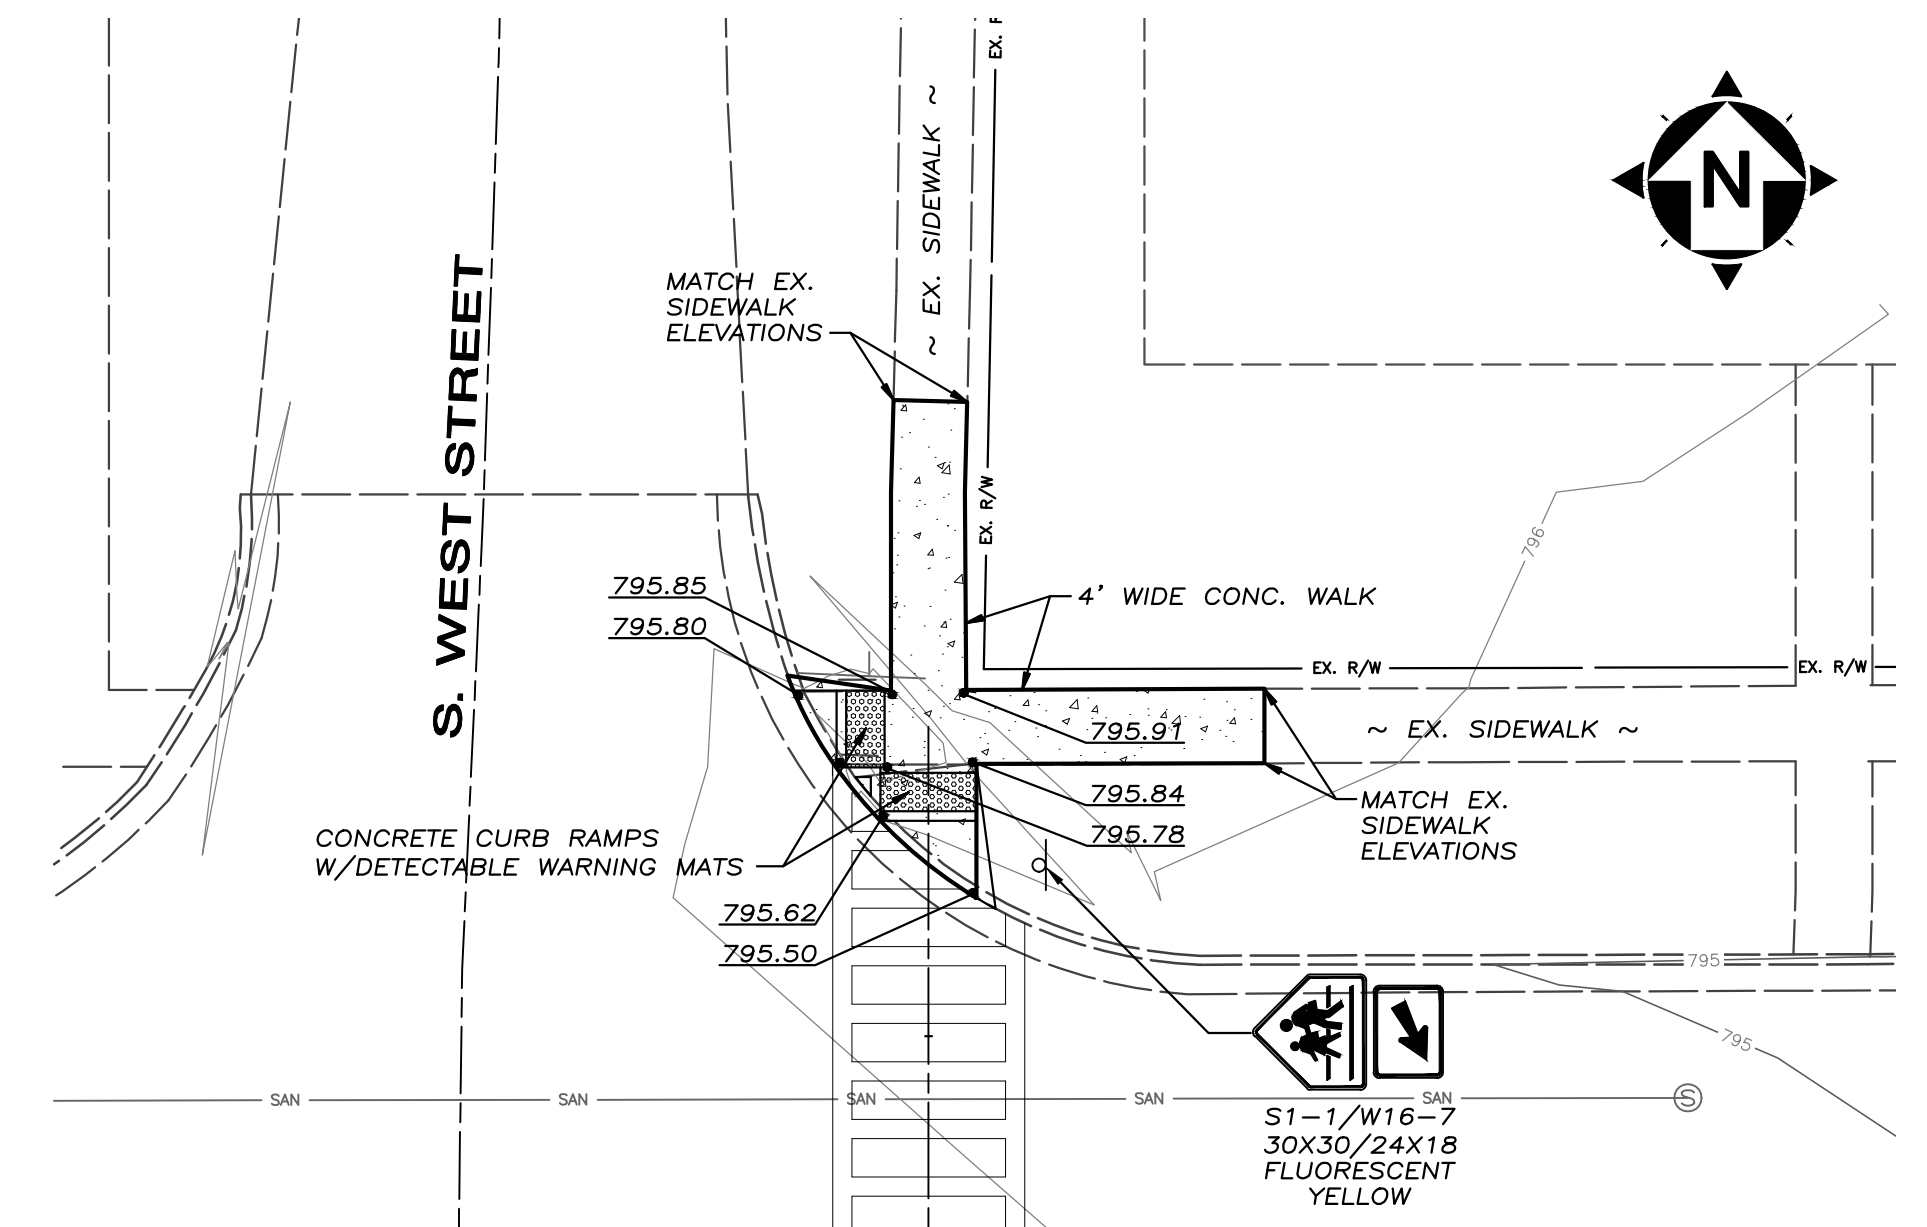 EX. R
N
~ EX. SIDEWALK ~
MATCH EX.
SIDEWALK
ELEVATIONS
S. WEST STREET
EX. R/W
796
795.85
795.80
4' WIDE CONC. WALK
EX. R/W
EX. R/W
795.91
~ EX. SIDEWALK ~
795.84
795.78
MATCH EX.
SIDEWALK
ELEVATIONS
CONCRETE CURB RAMPS
W/DETECTABLE WARNING MATS
795.62
795.50
795
795
SAN
SAN
SAN
SAN
SAN
S
S1-1/W16-7
30X30/24X18
FLUORESCENT
YELLOW